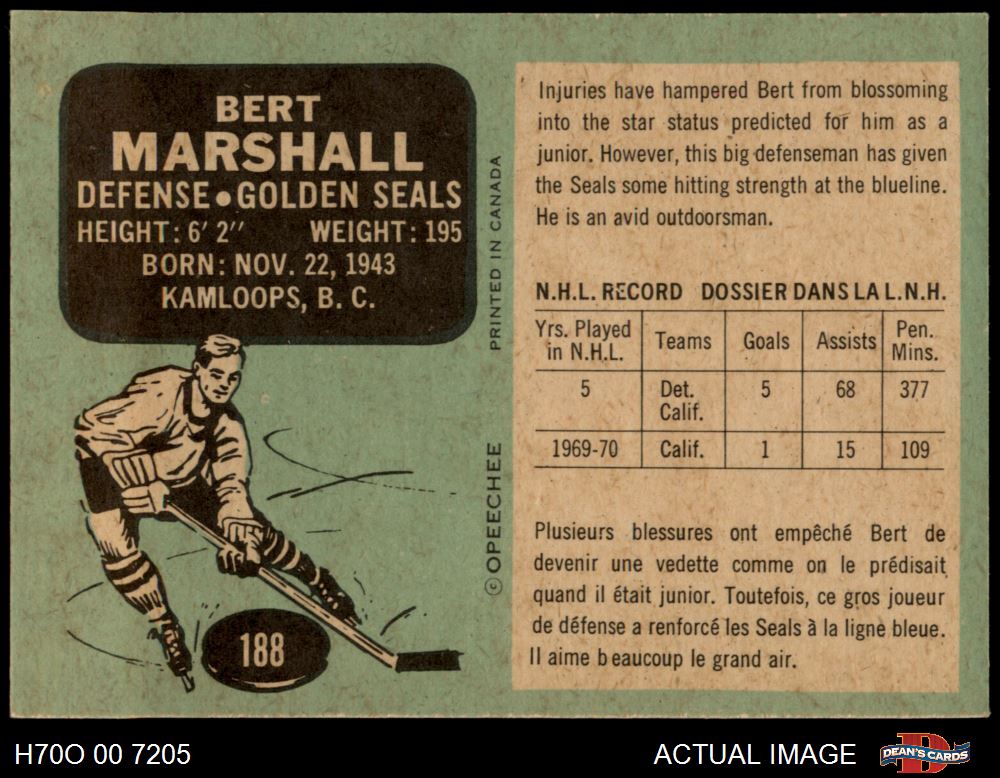 BERT
MARSHALL
DEFENSE • GOLDEN SEALS
HEIGHT: 6' 2" WEIGHT: 195
BORN: NOV. 22, 1943
KAMLOOPS, B. C.
188
PRINTED IN CANADA
© OPEECHEE
Injuries have hampered Bert from blossoming
into the star status predicted for him as a
junior. However, this big defenseman has given
the Seals some hitting strength at the blueline.
He is an avid outdoorsman.
N.H.L. RECORD DOSSIER DANS LA L.N.H.
Yrs. Played in N.H.L. Teams Goals Assists Pen. Mins.
5 Det. Calif. 5 68 377
1969-70 Calif. 1 15 109
Plusieurs blessures ont empêché Bert de
devenir une vedette comme on le prédisait
quand il était junior. Toutefois, ce gros joueur
de défense a renforcé les Seals à la ligne bleue.
Il aime beaucoup le grand air.
H70O 00 7205
ACTUAL IMAGE
DEAN'S CARDS